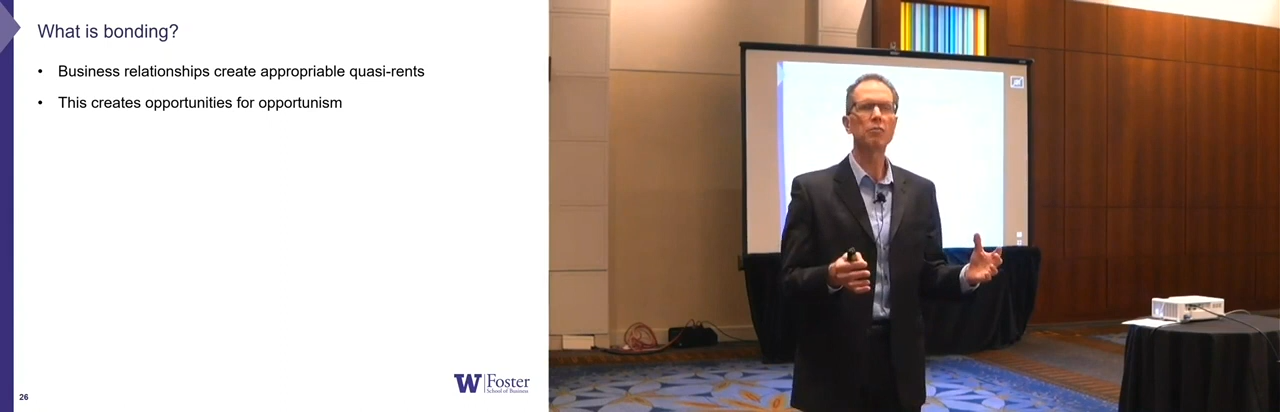 What is bonding?
• Business relationships create appropriable quasi-rents
• This creates opportunities for opportunism
W Foster
School of Business
26